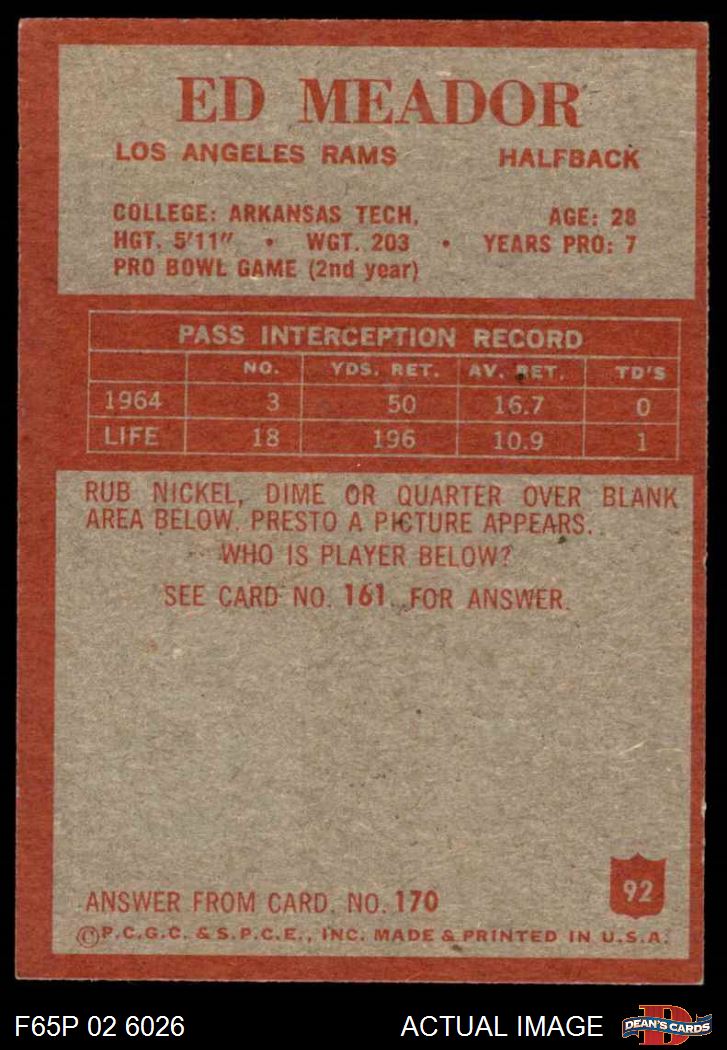 ED MEADOR
LOS ANGELES RAMS HALFBACK
COLLEGE: ARKANSAS TECH. AGE: 28
HGT. 5'11" • WGT. 203 • YEARS PRO: 7
PRO BOWL GAME (2nd year)
PASS INTERCEPTION RECORD
NO. YDS. RET. AV. RET. TD'S
1964 3 50 16.7 0
LIFE 18 196 10.9 1
RUB NICKEL, DIME OR QUARTER OVER BLANK
AREA BELOW. PRESTO A PICTURE APPEARS.
WHO IS PLAYER BELOW?
SEE CARD NO. 161 FOR ANSWER.
92
ANSWER FROM CARD. NO. 170
©P.C.G.C. & S.P.C.E., INC. MADE & PRINTED IN U.S.A.
F65P 02 6026 ACTUAL IMAGE D DEAN'S CARDS